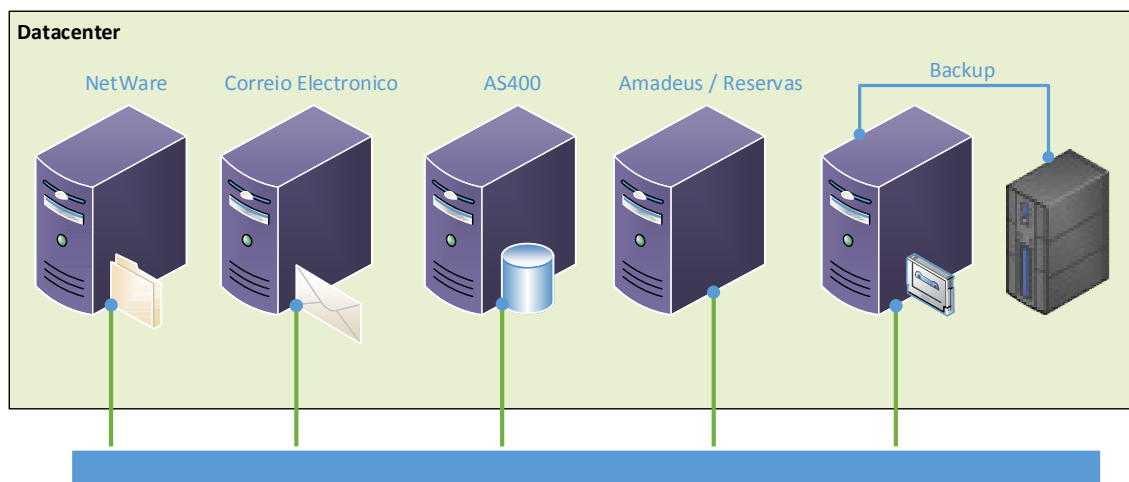 Datacenter
NetWare
Correio Electronico
AS400
Amadeus / Reservas
Backup